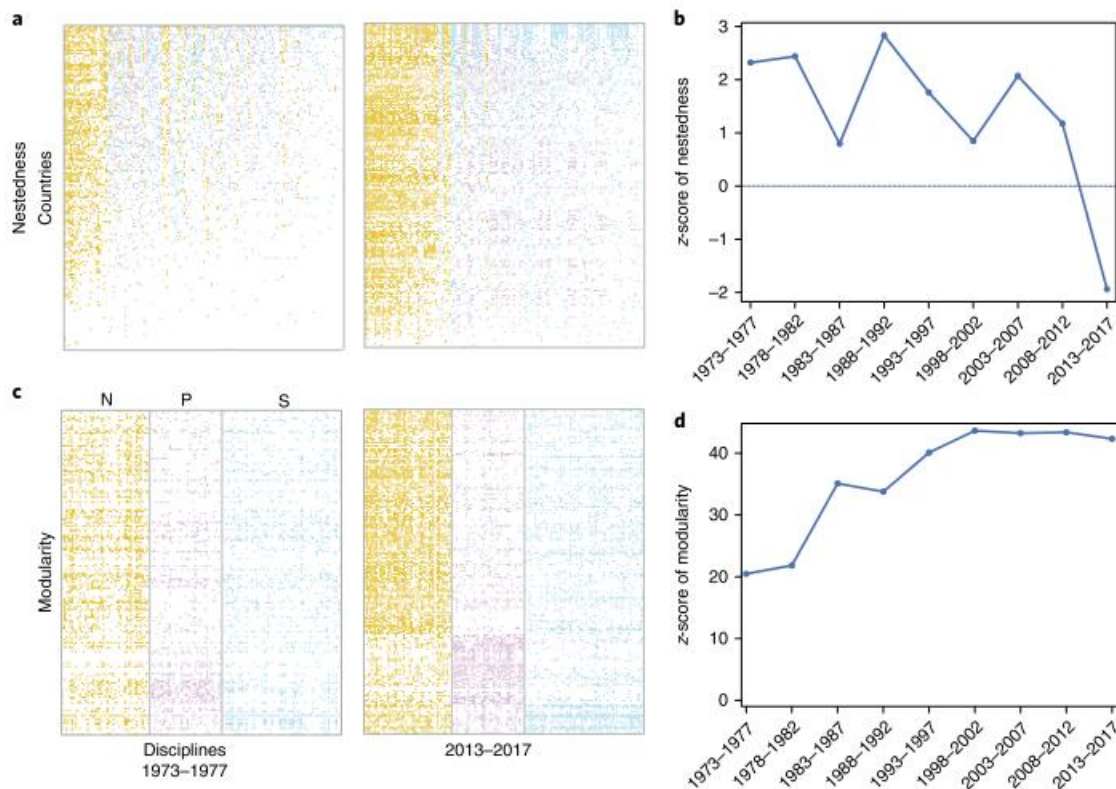 a
Nestedness
Countries
b
z-score of nestedness
3
2
1
0
−1
−2
1973–1977
1978–1982
1983–1987
1988–1992
1993–1997
1998–2002
2003–2007
2008–2012
2013–2017
c
N P S
Modularity
Disciplines
1973–1977
2013–2017
d
z-score of modularity
40
30
20
10
0
1973–1977
1978–1982
1983–1987
1988–1992
1993–1997
1998–2002
2003–2007
2008–2012
2013–2017